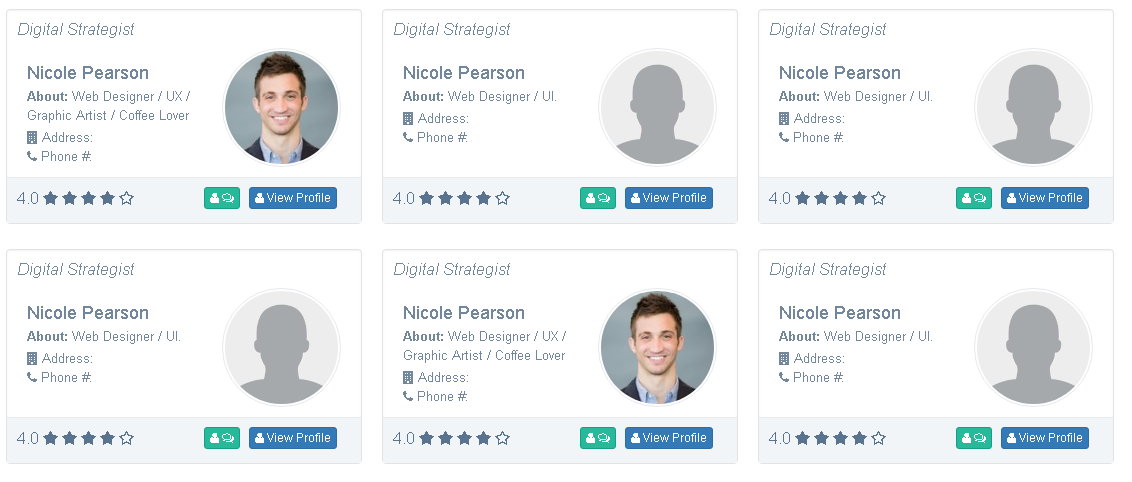 Digital Strategist
Nicole Pearson
About: Web Designer / UX /
Graphic Artist / Coffee Lover
Address:
Phone #:
4.0
View Profile
Digital Strategist
Nicole Pearson
About: Web Designer / UI.
Address:
Phone #:
4.0
View Profile
Digital Strategist
Nicole Pearson
About: Web Designer / UI.
Address:
Phone #:
4.0
View Profile
Digital Strategist
Nicole Pearson
About: Web Designer / UI.
Address:
Phone #:
4.0
View Profile
Digital Strategist
Nicole Pearson
About: Web Designer / UX /
Graphic Artist / Coffee Lover
Address:
Phone #:
4.0
View Profile
Digital Strategist
Nicole Pearson
About: Web Designer / UI.
Address:
Phone #:
4.0
View Profile